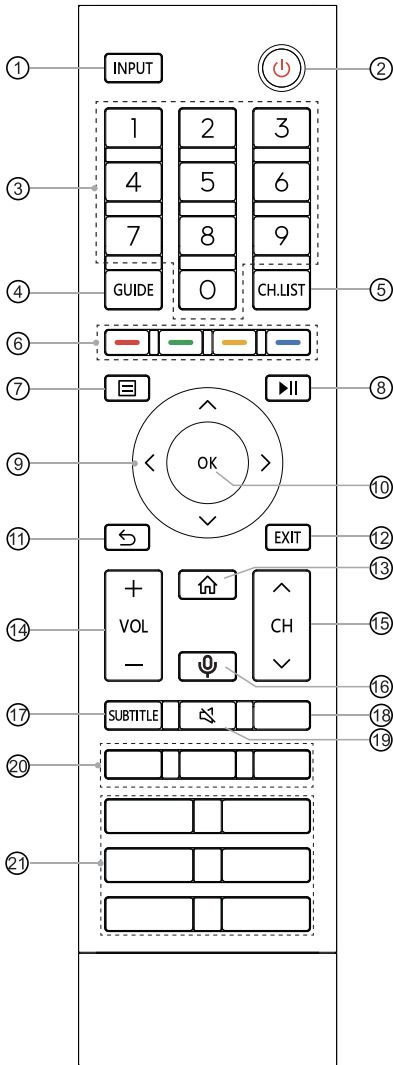 ① INPUT ②
1 2 3
③ 4 5 6
7 8 9
④ GUIDE 0 CH.LIST ⑤
⑥
⑦ ⑧
⑨ OK
⑩
⑪ EXIT ⑫
⑬
+
⑭ VOL CH ⑮
−
⑯
⑰ SUBTITLE ⑱
⑲
⑳
㉑